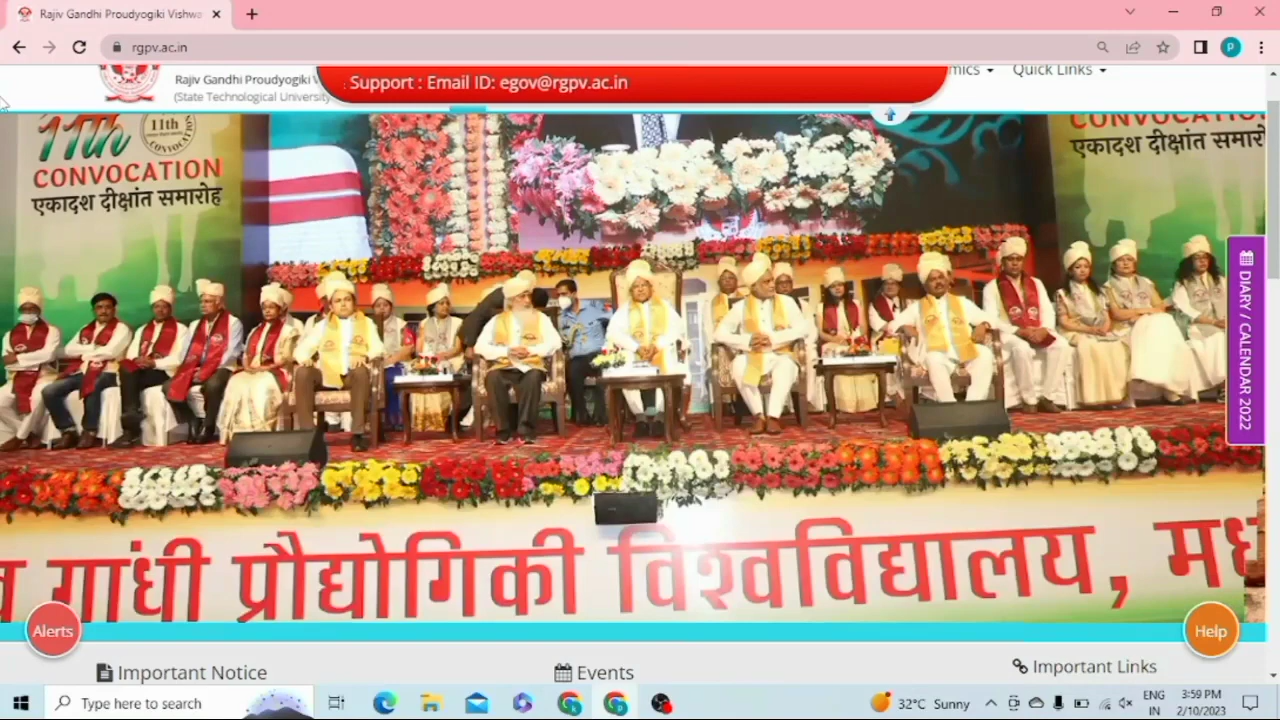 Rajiv Gandhi Proudyogiki Vishwa
rgpv.ac.in
Rajiv Gandhi Proudyogiki V
(State Technological University
: Support : Email ID: egov@rgpv.ac.in
mics
Quick Links
11th
CONVOCATION
एकादश दीक्षांत समारोह
11th
CONVOCATION
CONVOCATION
एकादश दीक्षांत समारो
DIARY / CALENDAR 2022
गांधी प्रौद्योगिकी विश्वविद्यालय, मध
Alerts
Help
Important Notice
Events
Important Links
Type here to search
32°C Sunny
ENG
IN
3:59 PM
2/10/2023
P